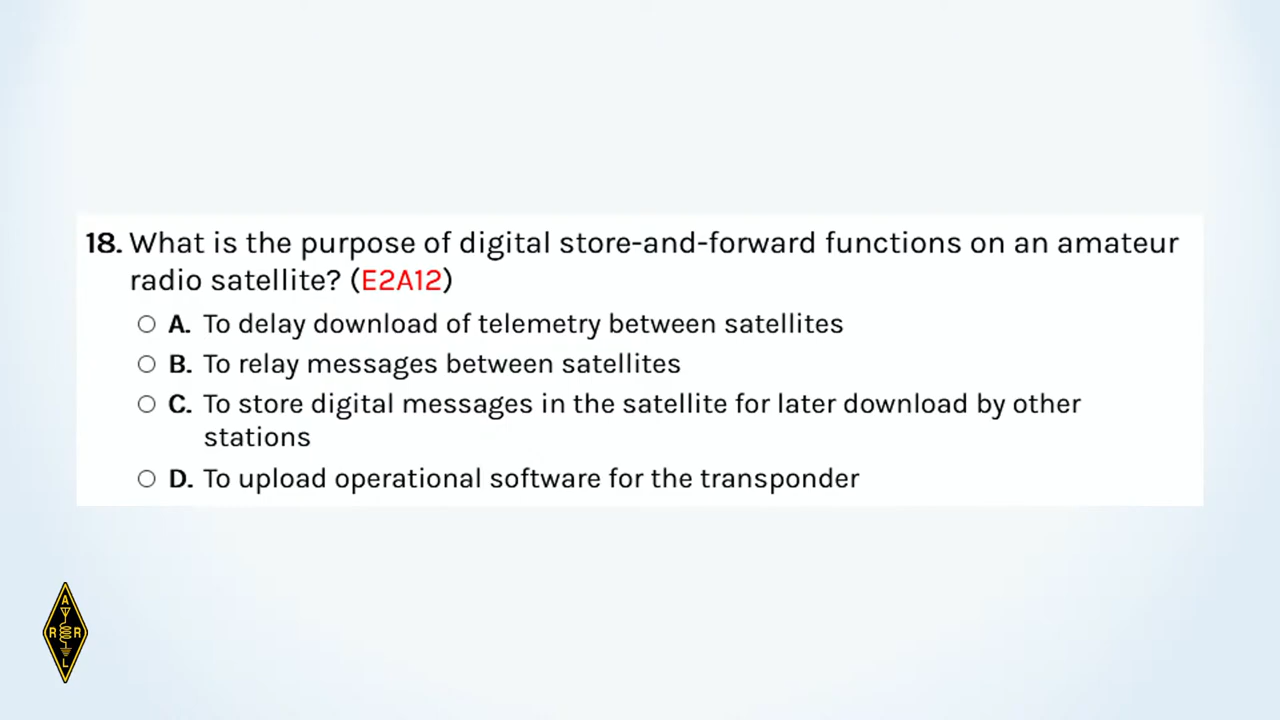 18. What is the purpose of digital store-and-forward functions on an amateur
radio satellite? (E2A12)
A. To delay download of telemetry between satellites
B. To relay messages between satellites
C. To store digital messages in the satellite for later download by other
stations
D. To upload operational software for the transponder
A
R R
L